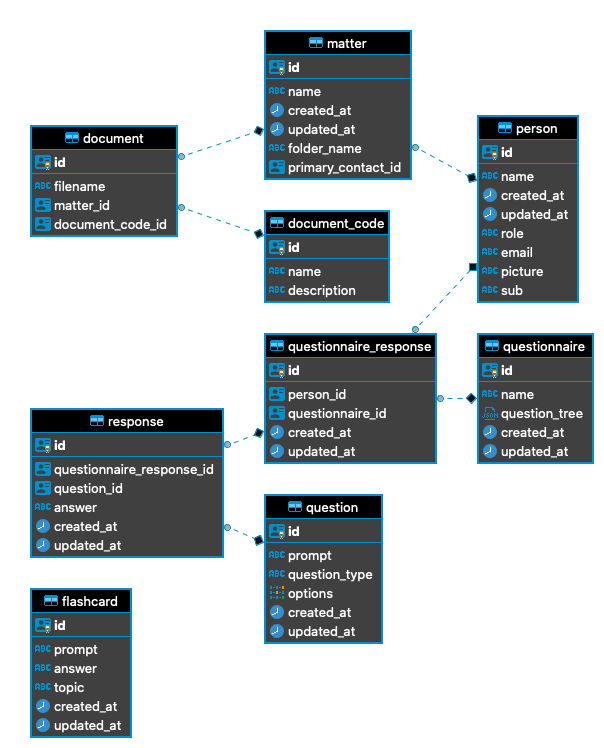 matter
id
name
created_at
updated_at
folder_name
primary_contact_id
person
id
name
created_at
updated_at
role
email
picture
sub
document
id
filename
matter_id
document_code_id
document_code
id
name
description
questionnaire_response
id
person_id
questionnaire_id
created_at
updated_at
questionnaire
id
name
question_tree
created_at
updated_at
response
id
questionnaire_response_id
question_id
answer
created_at
updated_at
question
id
prompt
question_type
options
created_at
updated_at
flashcard
id
prompt
answer
topic
created_at
updated_at